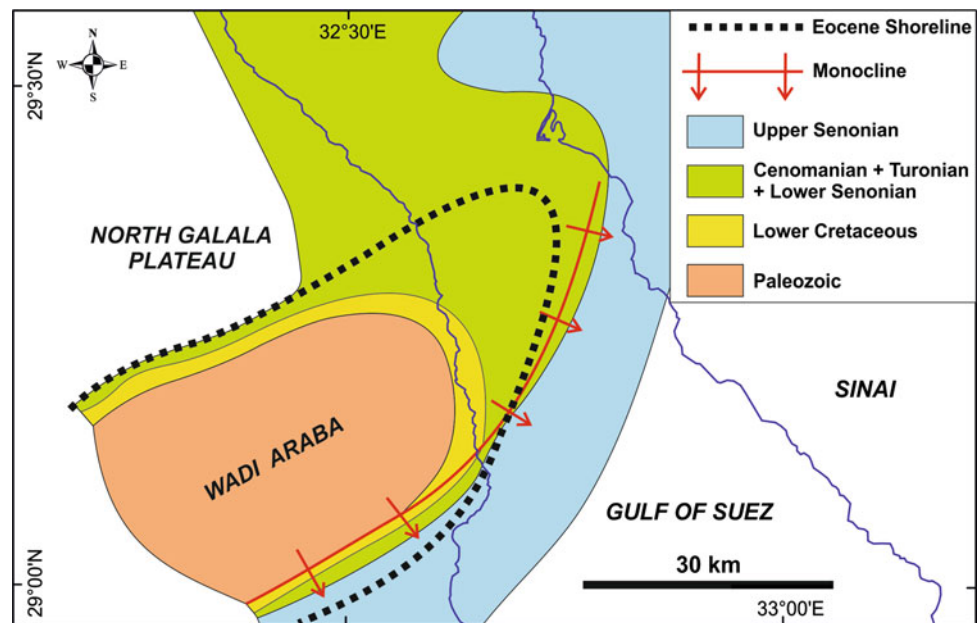 32°30'E
N
W E
S
29°30'N
Eocene Shoreline
Monocline
Upper Senonian
Cenomanian + Turonian
+ Lower Senonian
Lower Cretaceous
Paleozoic
NORTH GALALA
PLATEAU
SINAI
WADI ARABA
GULF OF SUEZ
30 km
29°00'N
33°00'E